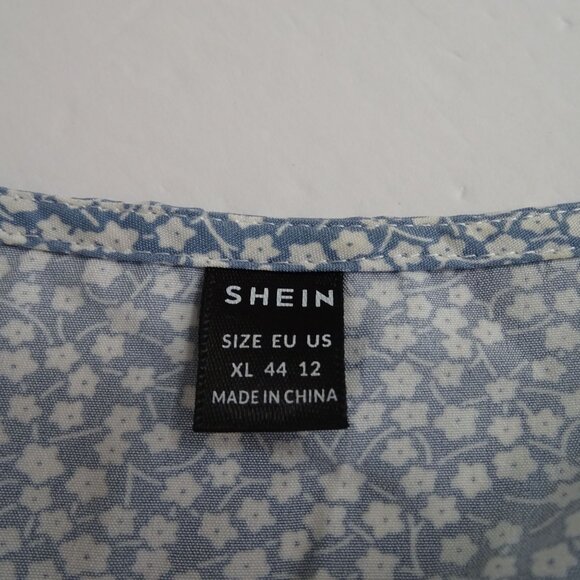 SHEIN
SIZE EU US
XL 44 12
MADE IN CHINA